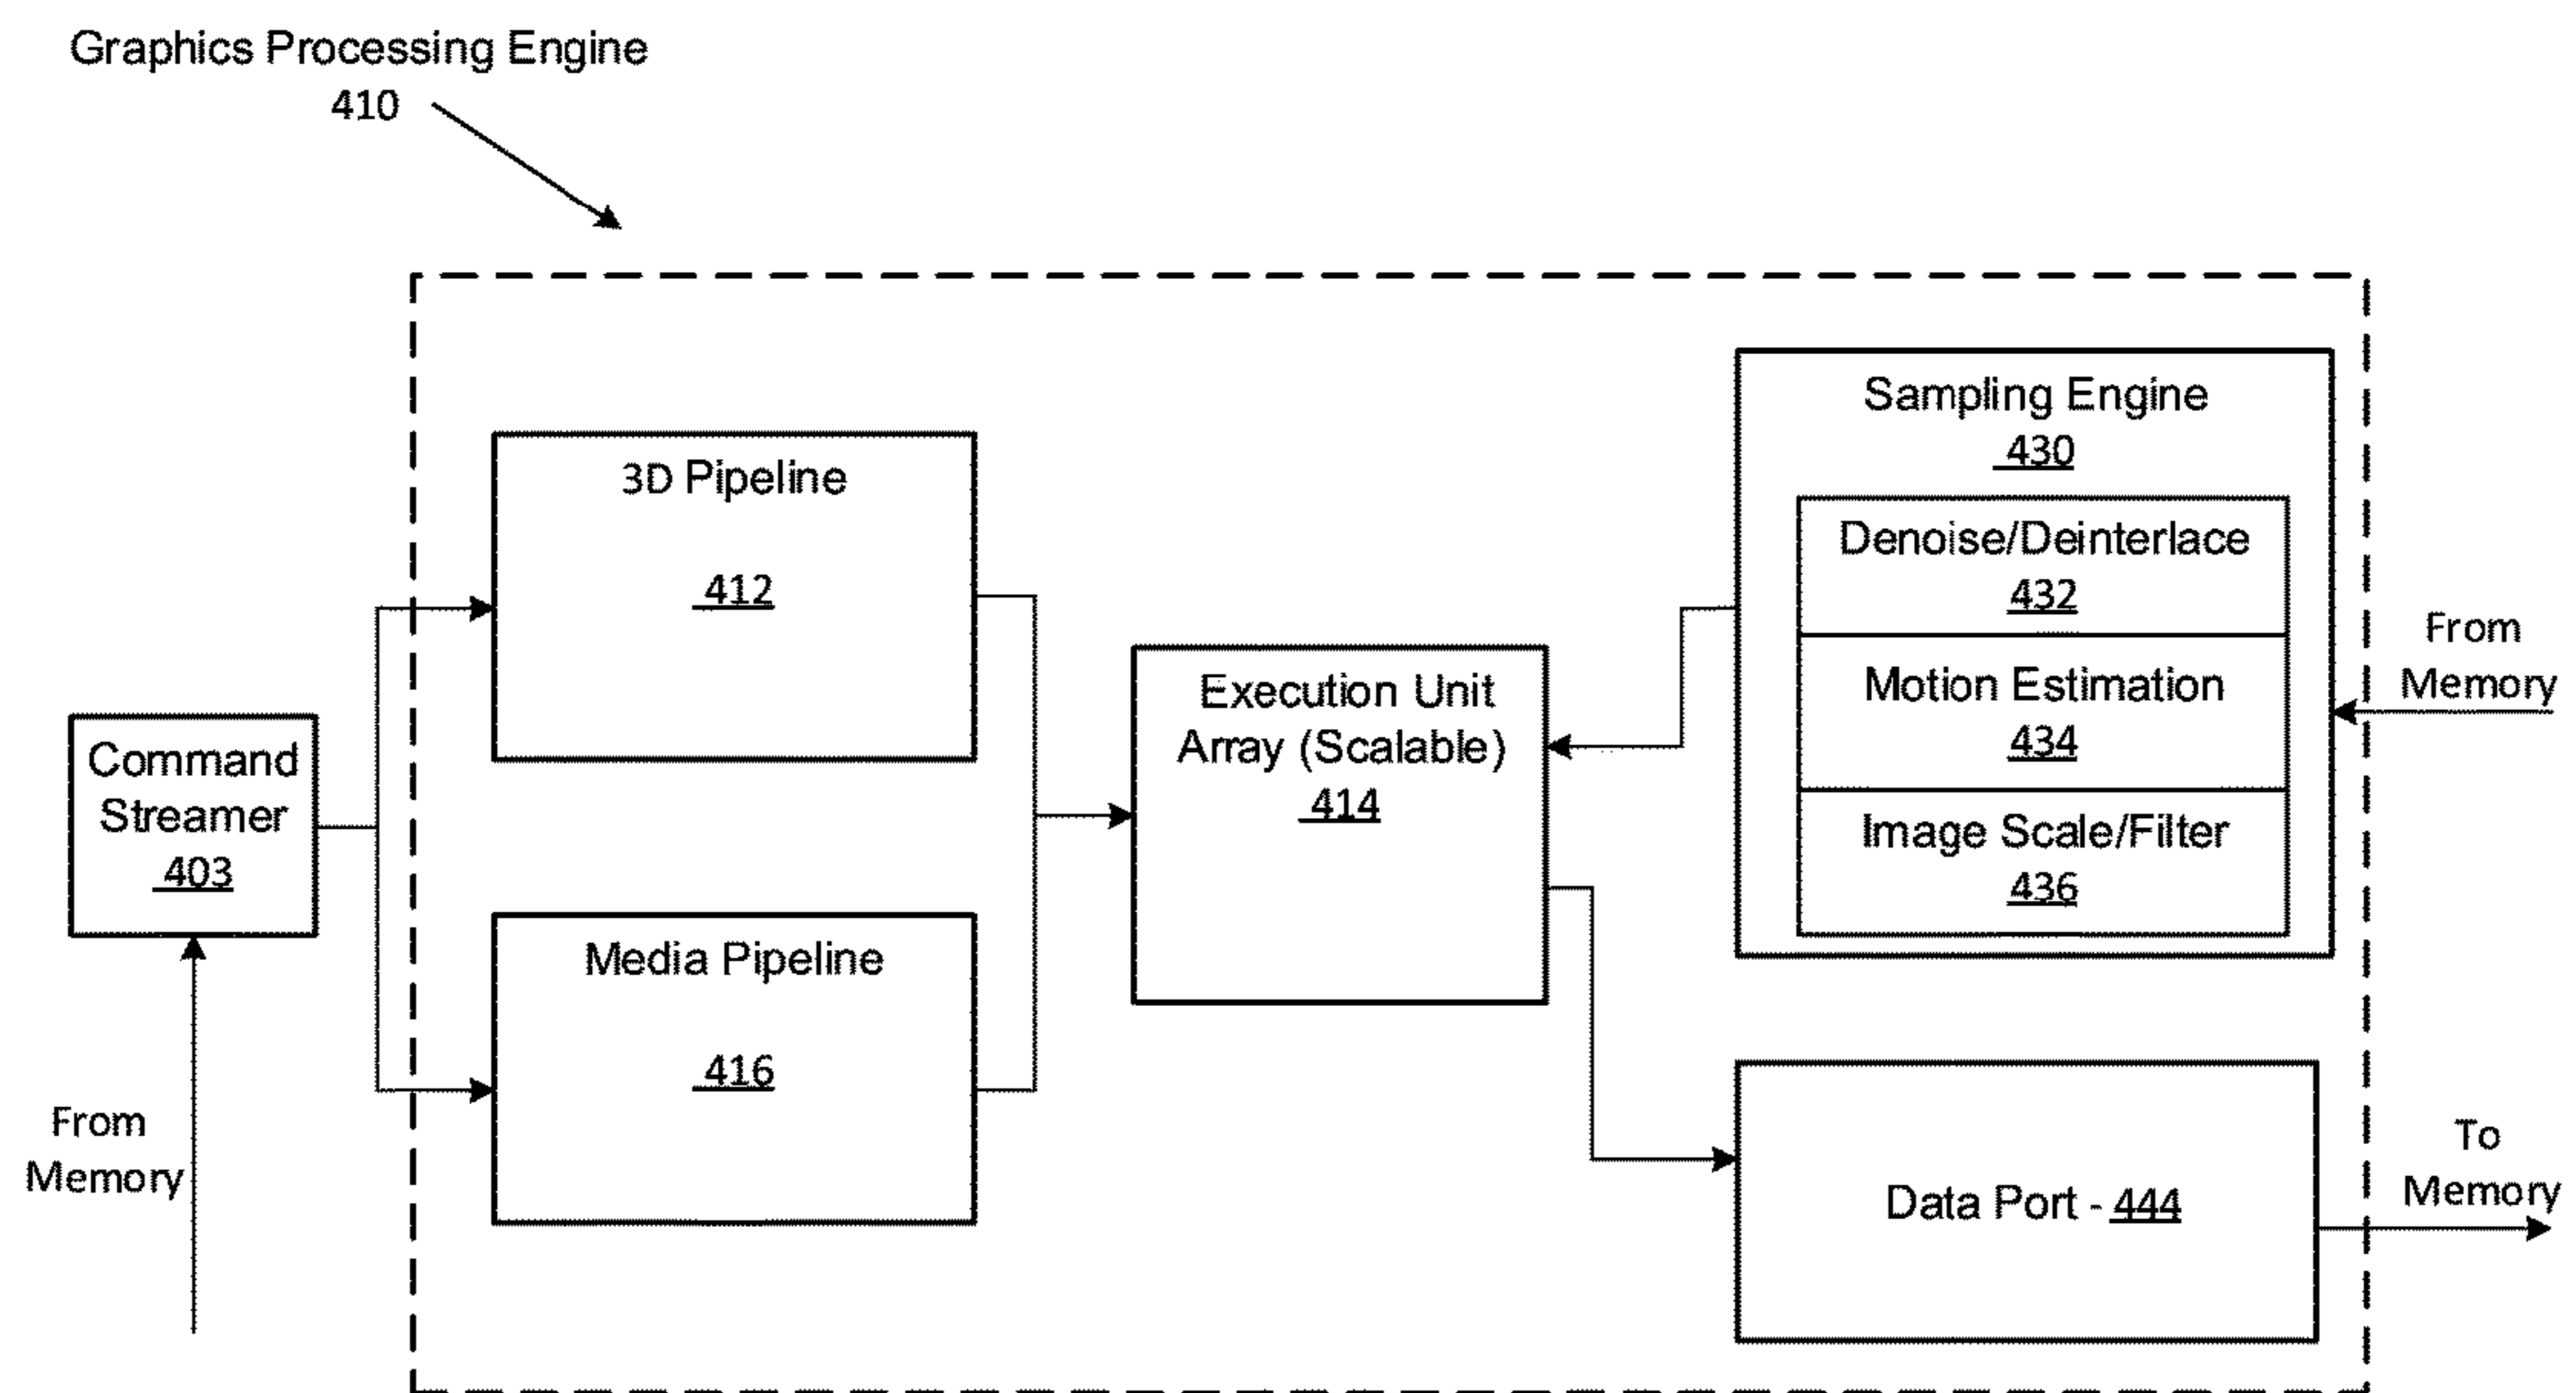 Graphics Processing Engine
410
3D Pipeline
412
Media Pipeline
416
Command
Streamer
403
From
Memory
Execution Unit
Array (Scalable)
414
Sampling Engine
430
Denoise/Deinterlace
432
Motion Estimation
434
Image Scale/Filter
436
From
Memory
Data Port - 444
To
Memory